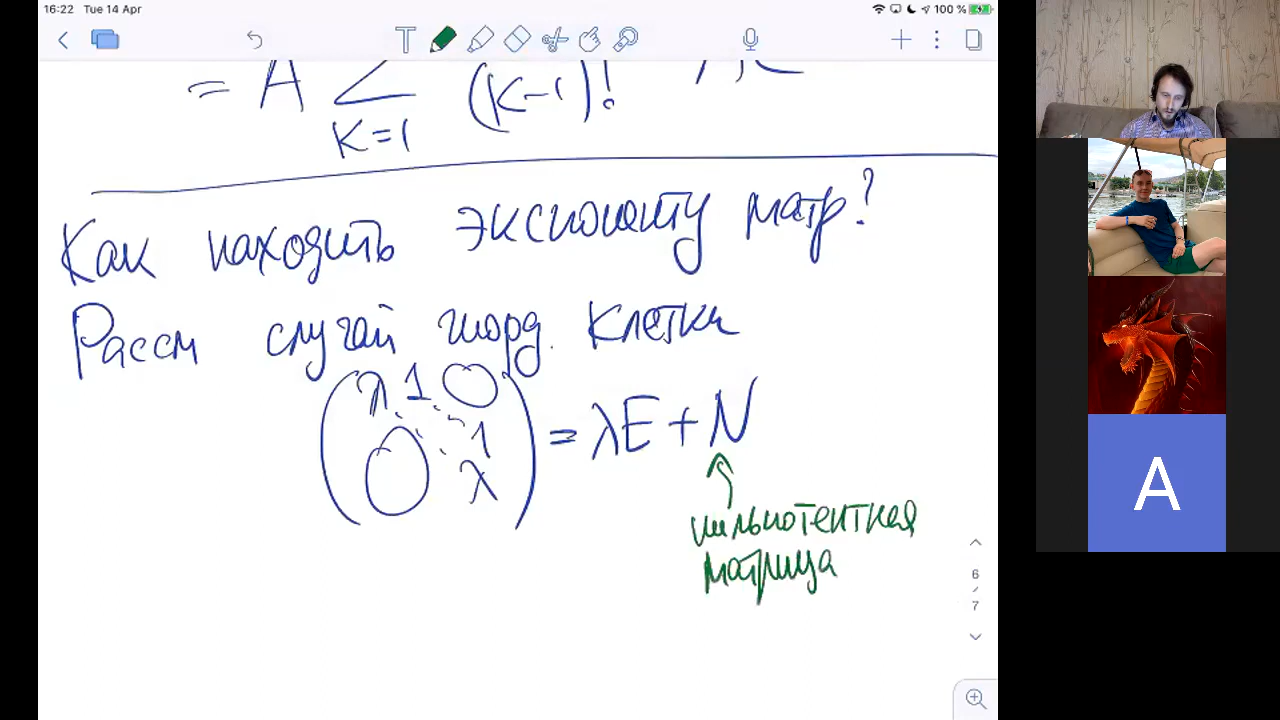 16:22 Tue 14 Apr 100 %
T
= A ∑ (K-1)!
K=1
Как находить экспоненту матр?
Рассм случай жорд. клетки
λ 1 0
1 = λE + N
0 λ
нильпотентная
матрица
6
/
7
A